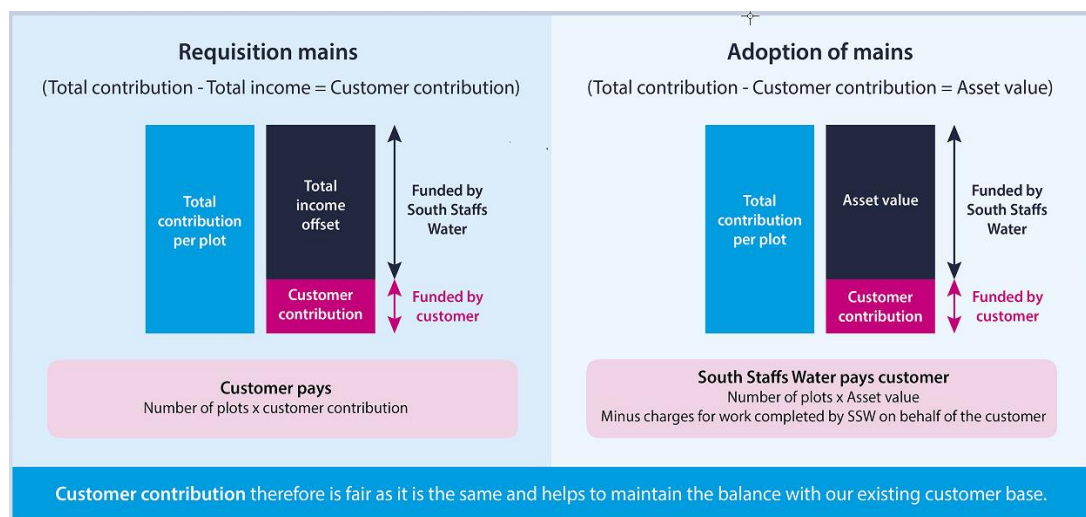 Requisition mains
(Total contribution - Total income = Customer contribution)
Total
contribution
per plot
Total
income
offset
Funded by
South Staffs
Water
Customer
contribution
Funded by
customer
Customer pays
Number of plots x customer contribution
Adoption of mains
(Total contribution - Customer contribution = Asset value)
Total
contribution
per plot
Asset value
Funded by
South Staffs
Water
Customer
contribution
Funded by
customer
South Staffs Water pays customer
Number of plots x Asset value
Minus charges for work completed by SSW on behalf of the customer
Customer contribution therefore is fair as it is the same and helps to maintain the balance with our existing customer base.